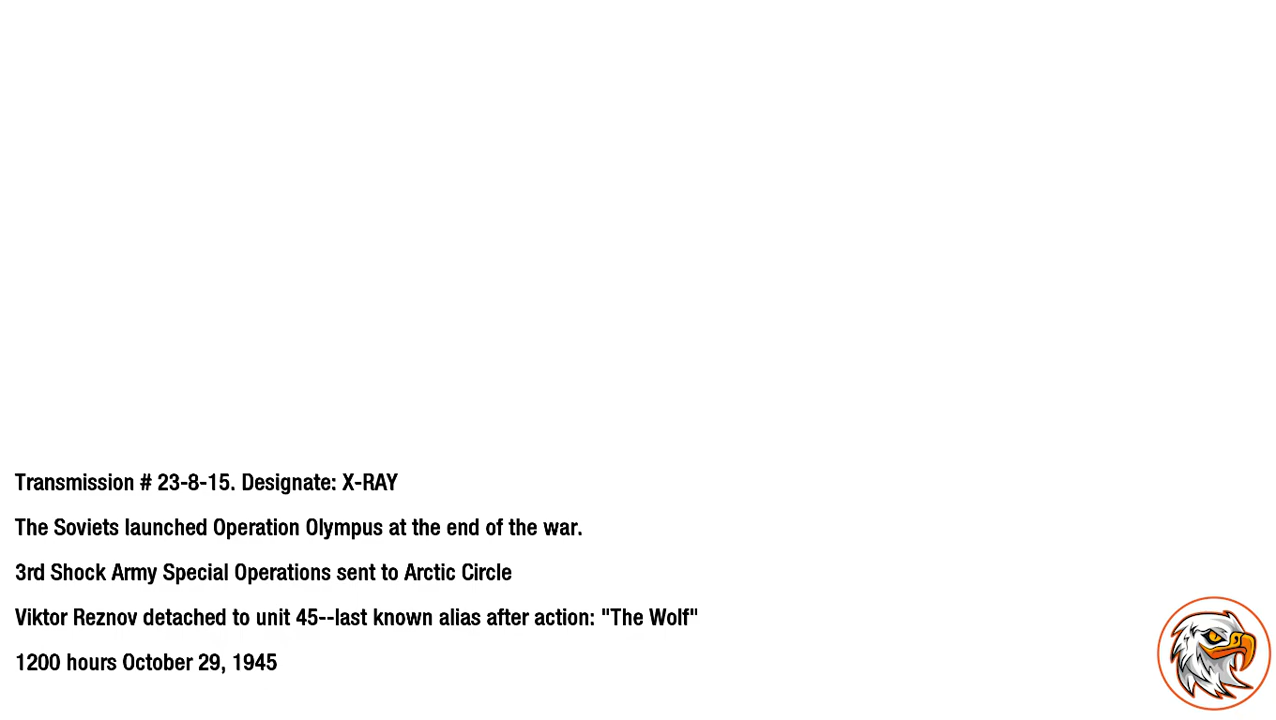 Transmission # 23-8-15. Designate: X-RAY
The Soviets launched Operation Olympus at the end of the war.
3rd Shock Army Special Operations sent to Arctic Circle
Viktor Reznov detached to unit 45--last known alias after action: "The Wolf"
1200 hours October 29, 1945